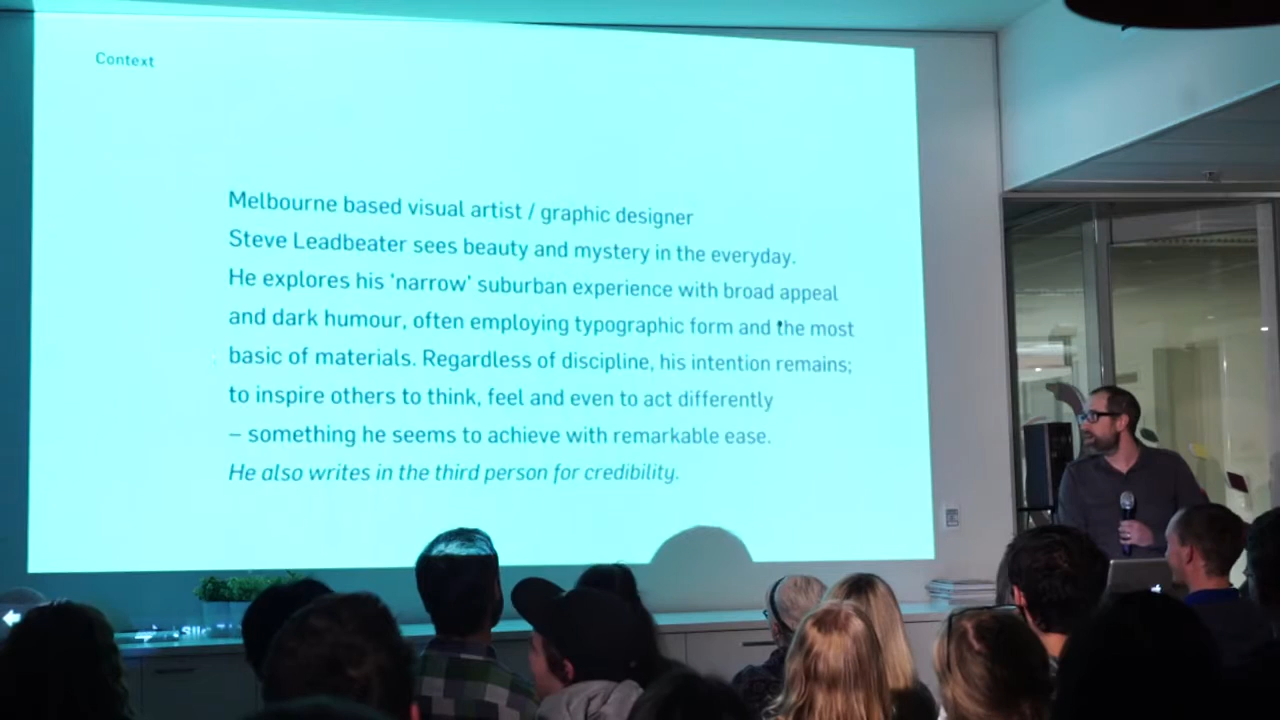 Context
Melbourne based visual artist / graphic designer
Steve Leadbeater sees beauty and mystery in the everyday.
He explores his 'narrow' suburban experience with broad appeal
and dark humour, often employing typographic form and the most
basic of materials. Regardless of discipline, his intention remains;
to inspire others to think, feel and even to act differently
– something he seems to achieve with remarkable ease.
He also writes in the third person for credibility.